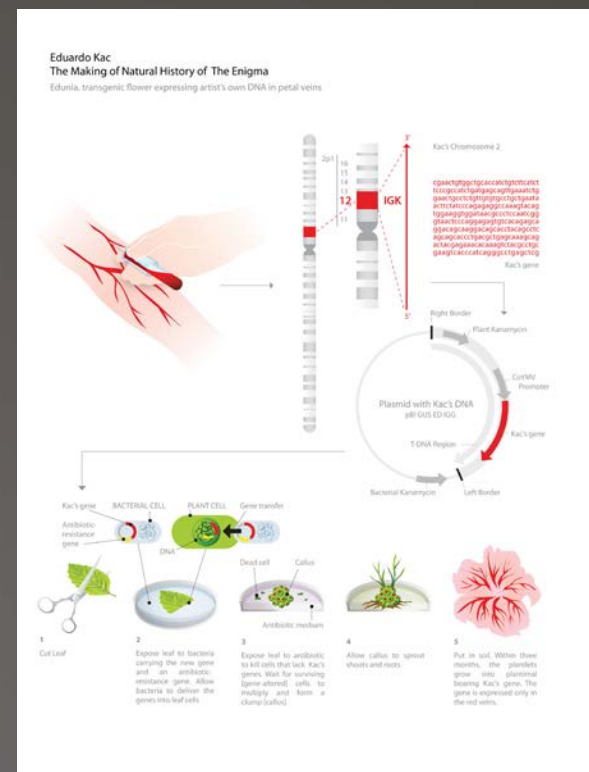 Eduardo Kac
The Making of Natural History of The Enigma
Edunia, transgenic flower expressing artist's own DNA in petal veins
3'
2p1
16
15
14
13
12
11
IGK
5'
Kac's Chromosome 2
Kac's gene
Right Border
Plant Kanamycin
CoYMV
Promoter
Plasmid with Kac's DNA
pBI GUS ED IGG
T-DNA Region
Kac's gene
Bacterial Kanamycin
Left Border
Kac's gene
BACTERIAL CELL
PLANT CELL
Gene transfer
Antibiotic
resistance
gene
DNA
Dead cell
Callus
Antibiotic medium
1
Cut Leaf
2
Expose leaf to bacteria
carrying the new gene
and an antibiotic-
resistance gene. Allow
bacteria to deliver the
genes into leaf cells
3
Expose leaf to antibiotic
to kill cells that lack Kac's
genes. Wait for surviving
(gene-altered) cells to
multiply and form a
clump (callus)
4
Allow callus to sprout
shoots and roots
5
Put in soil. Within three
months, the plantlets
grow into plantimal
bearing Kac's gene. The
gene is expressed only in
the red veins.